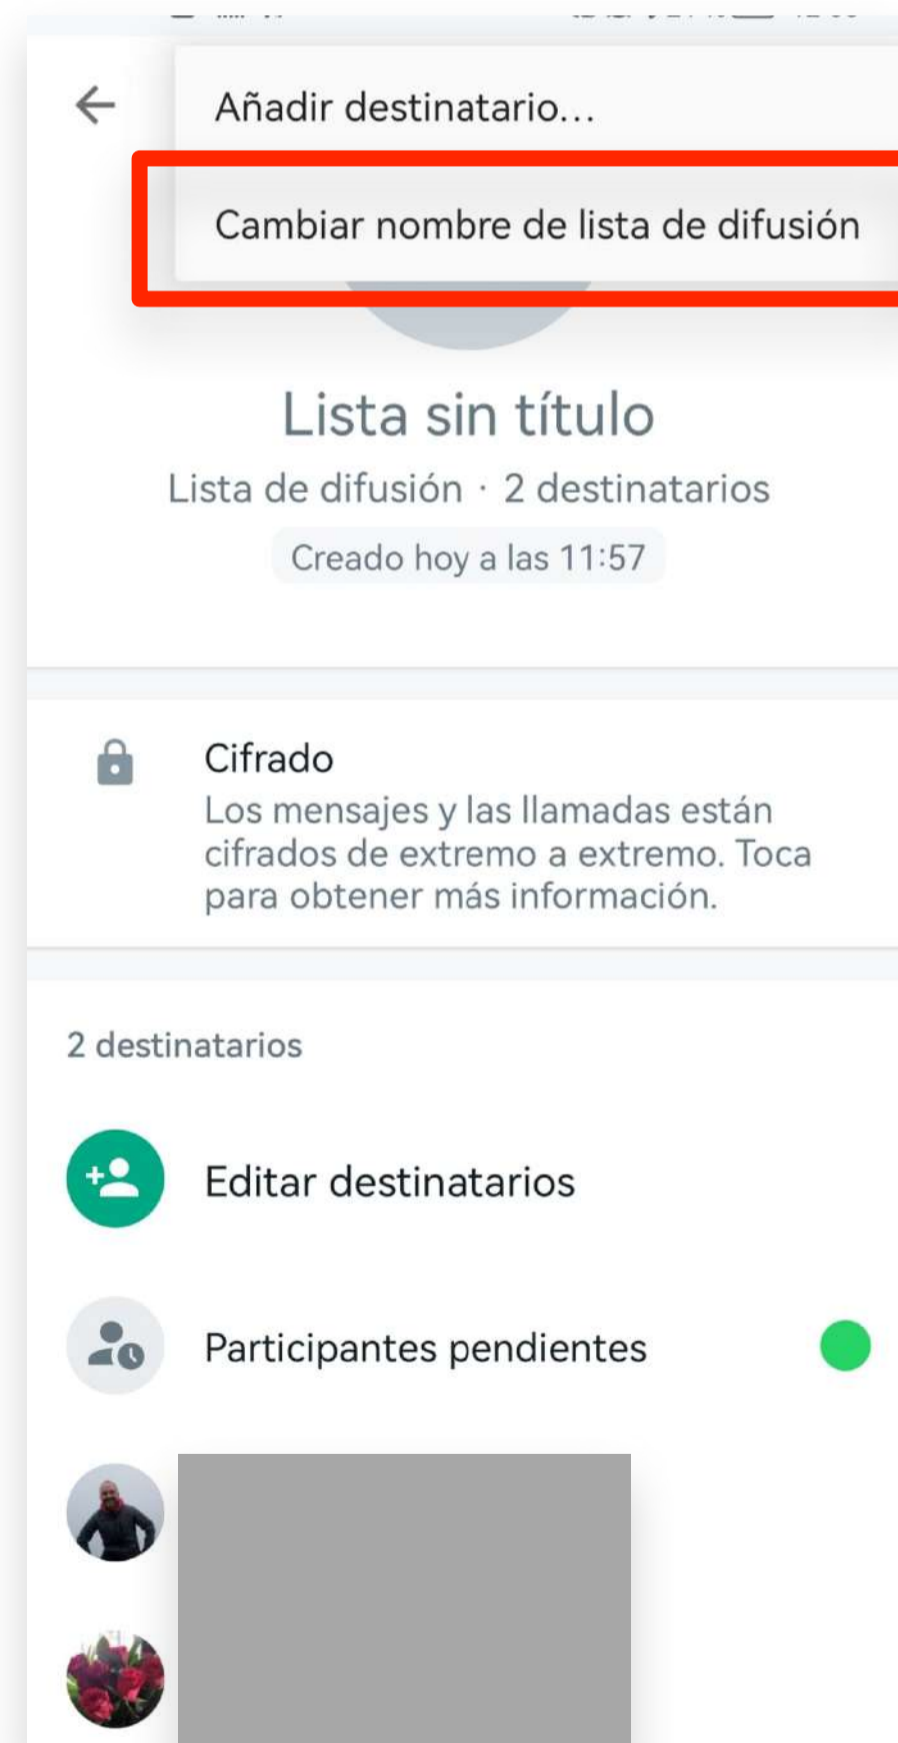 Añadir destinatario...
Cambiar nombre de lista de difusión
Lista sin título
Lista de difusión · 2 destinatarios
Creado hoy a las 11:57
Cifrado
Los mensajes y las llamadas están
cifrados de extremo a extremo. Toca
para obtener más información.
2 destinatarios
Editar destinatarios
Participantes pendientes